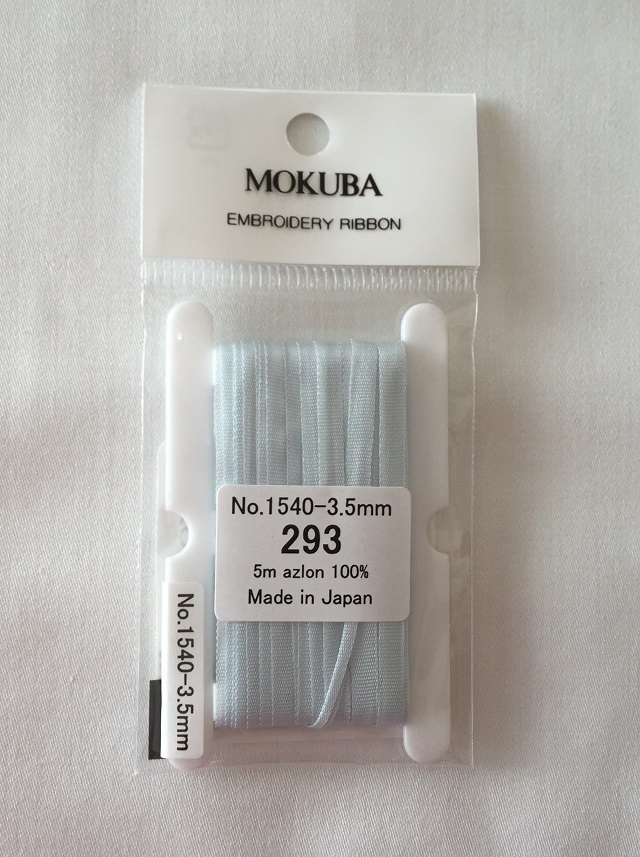 MOKUBA
EMBROIDERY RIBBON
No.1540-3.5mm
293
5m azlon 100%
Made in Japan
No.1540-3.5mm